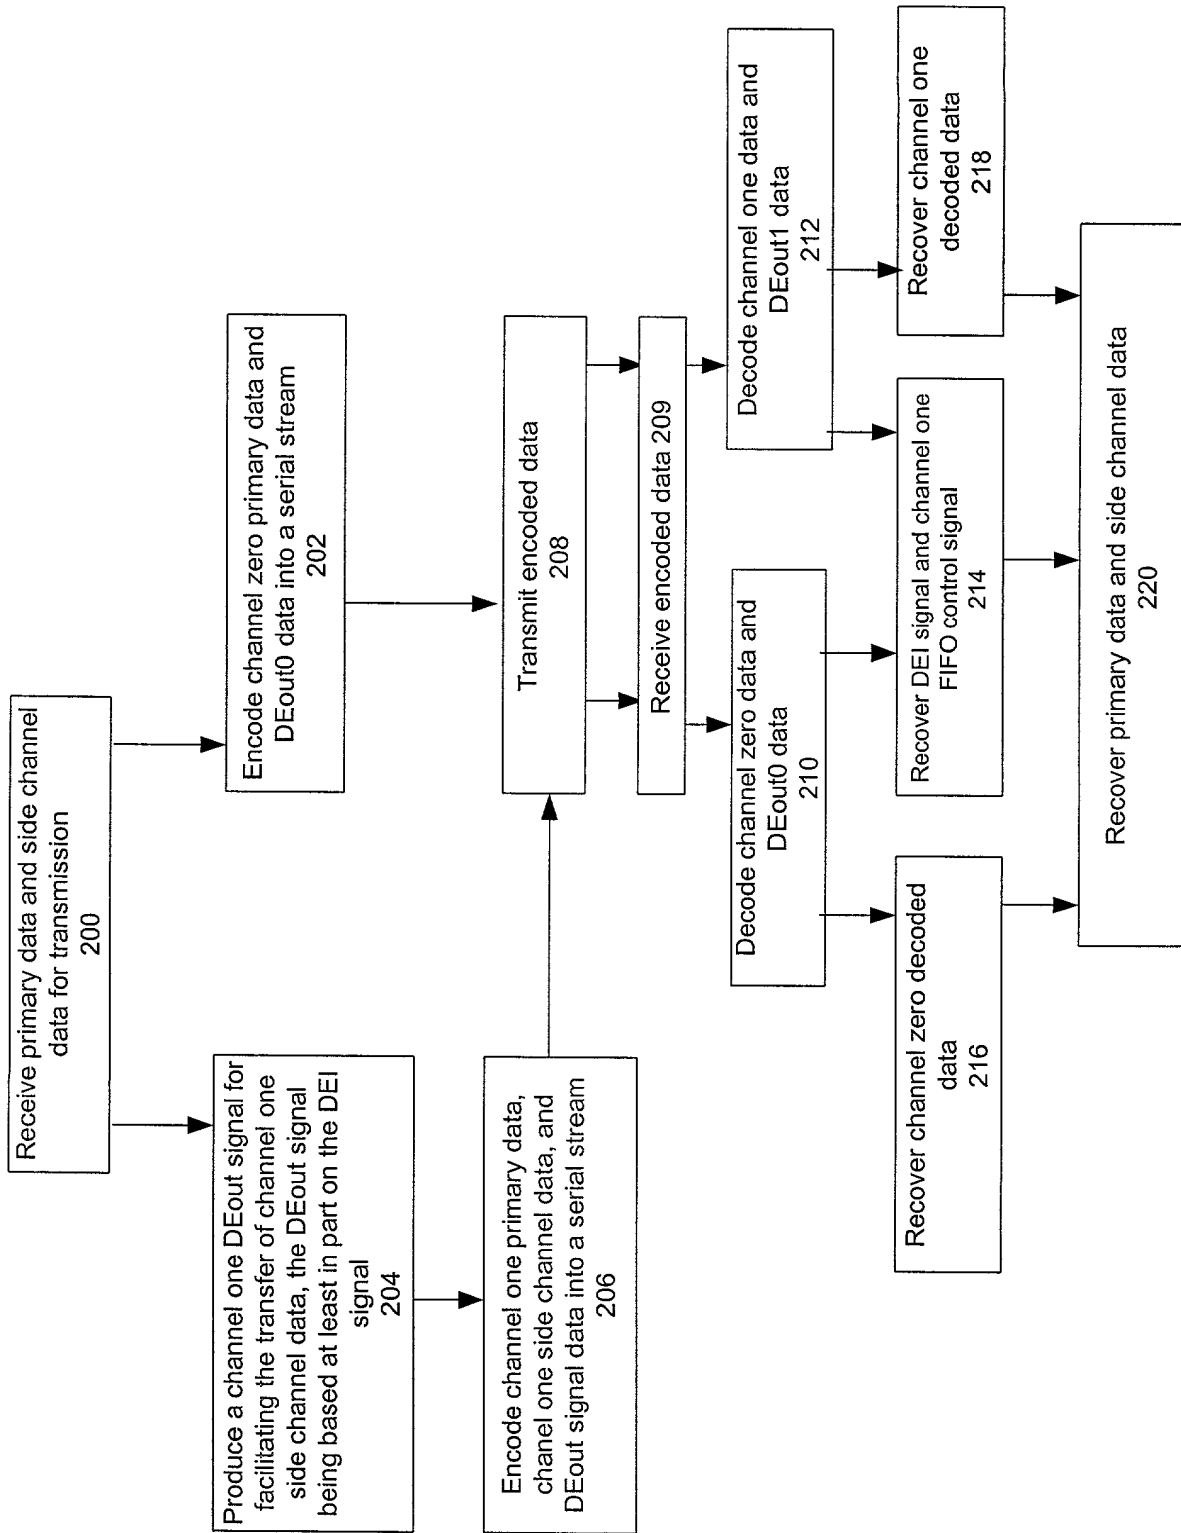 Receive primary data and side channel
data for transmission
200
Produce a channel one DEout signal for
facilitating the transfer of channel one
side channel data, the DEout signal
being based at least in part on the DEI
signal
204
Encode channel zero primary data and
DEout0 data into a serial stream
202
Encode channel one primary data,
chanel one side channel data, and
DEout signal data into a serial stream
206
Transmit encoded data
208
Receive encoded data 209
Decode channel zero data and
DEout0 data
210
Decode channel one data and
DEout1 data
212
Recover channel zero decoded
data
216
Recover DEI signal and channel one
FIFO control signal
214
Recover channel one
decoded data
218
Recover primary data and side channel data
220